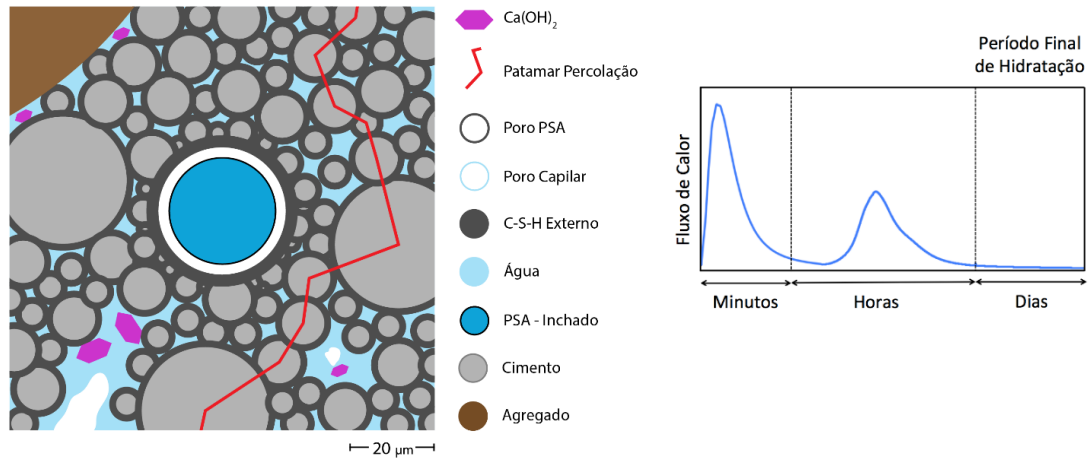 Ca(OH)2
Patamar Percolação
Poro PSA
Poro Capilar
C-S-H Externo
Água
PSA - Inchado
Cimento
Agregado
20 µm
Período Final
de Hidratação
Fluxo de Calor
Minutos
Horas
Dias